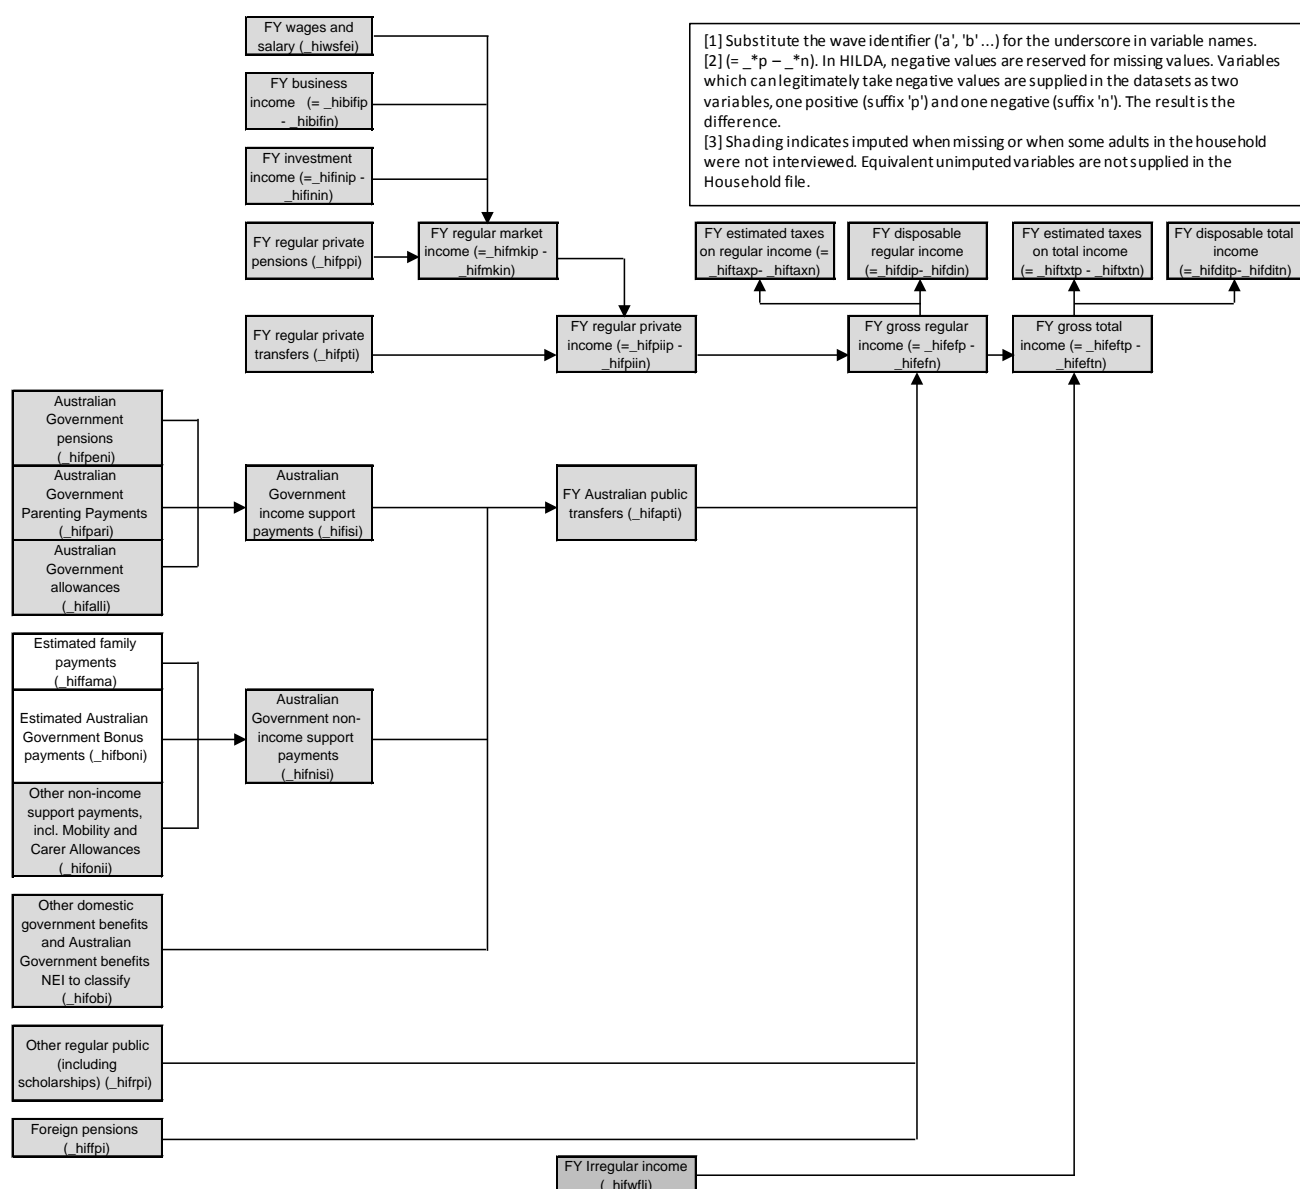 FY wages and
salary (_hiwsfei)
FY business
income (= _hibifip
- _hibifin)
FY investment
income (=_hifinip -
_hifinin)
[1] Substitute the wave identifier ('a', 'b' ...) for the underscore in variable names.
[2] (= _*p – _*n). In HILDA, negative values are reserved for missing values. Variables
which can legitimately take negative values are supplied in the datasets as two
variables, one positive (suffix 'p') and one negative (suffix 'n'). The result is the
difference.
[3] Shading indicates imputed when missing or when some adults in the household
were not interviewed. Equivalent unimputed variables are not supplied in the
Household file.
FY regular private
pensions (_hifppi)
FY regular market
income (=_hifmkip -
_hifmkin)
FY estimated taxes
on regular income (=
_hiftaxp- _hiftaxn)
FY disposable
regular income
(=_hifdip-_hifdin)
FY estimated taxes
on total income
(= _hiftxtp - _hiftxtn)
FY disposable total
income
(=_hifditp-_hifditn)
FY regular private
transfers (_hifpti)
FY regular private
income (=_hifpiip -
_hifpiin)
FY gross regular
income (= _hifefp -
_hifefn)
FY gross total
income (= _hifeftp -
_hifeftn)
Australian
Government
pensions
(_hifpeni)
Australian
Government
Parenting Payments
(_hifpari)
Australian
Government
allowances
(_hifalli)
Australian
Government
income support
payments (_hifisi)
FY Australian public
transfers (_hifapti)
Estimated family
payments
(_hiffama)
Estimated Australian
Government Bonus
payments (_hifboni)
Other non-income
support payments,
incl. Mobility and
Carer Allowances
(_hifonii)
Australian
Government non-
income support
payments
(_hifnisi)
Other domestic
government benefits
and Australian
Government benefits
NEI to classify
(_hifobi)
Other regular public
(including
scholarships) (_hifrpi)
Foreign pensions
(_hiffpi)
FY Irregular income
(_hifwfli)